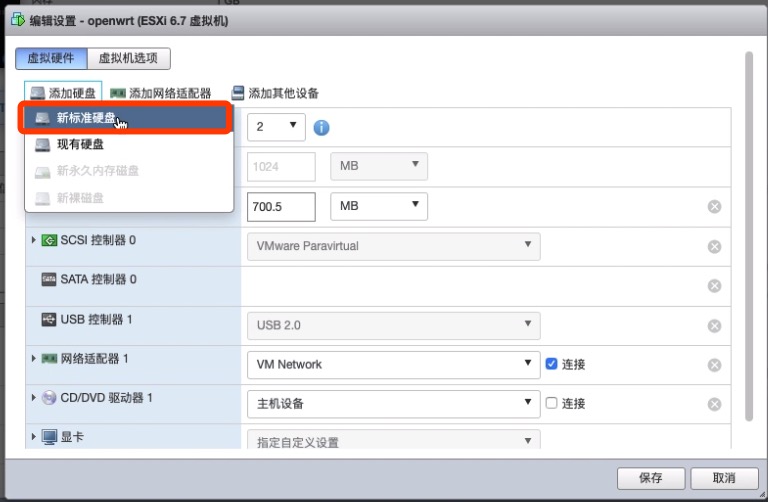 编辑设置 - openwrt (ESXi 6.7 虚拟机)
虚拟硬件 虚拟机选项
添加硬盘 添加网络适配器 添加其他设备
新标准硬盘
2
现有硬盘
1024 MB
新永久内存磁盘
新裸磁盘
700.5 MB
SCSI 控制器 0 VMware Paravirtual
SATA 控制器 0
USB 控制器 1 USB 2.0
网络适配器 1 VM Network 连接
CD/DVD 驱动器 1 主机设备 连接
显卡 指定自定义设置
保存 取消